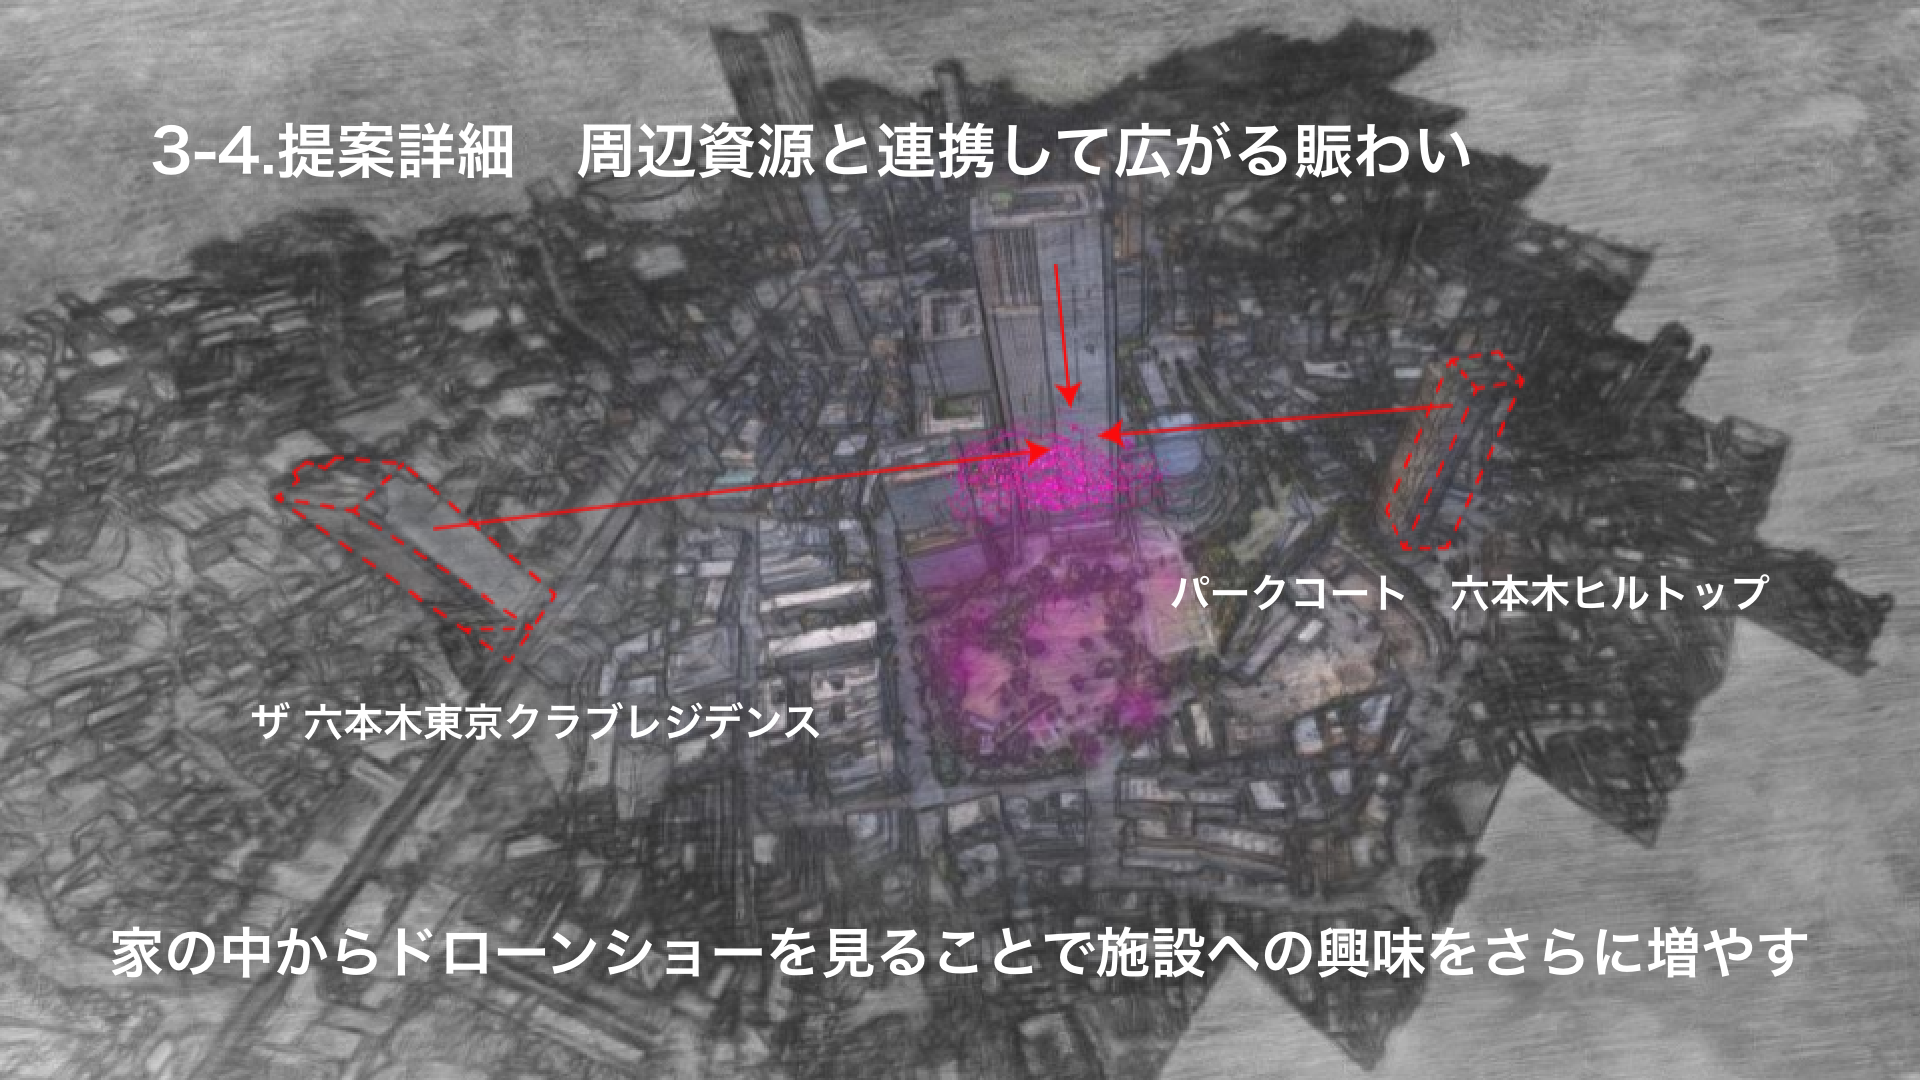 3-4.提案詳細　周辺資源と連携して広がる賑わい
パークコート　六本木ヒルトップ
ザ 六本木東京クラブレジデンス
家の中からドローンショーを見ることで施設への興味をさらに増やす